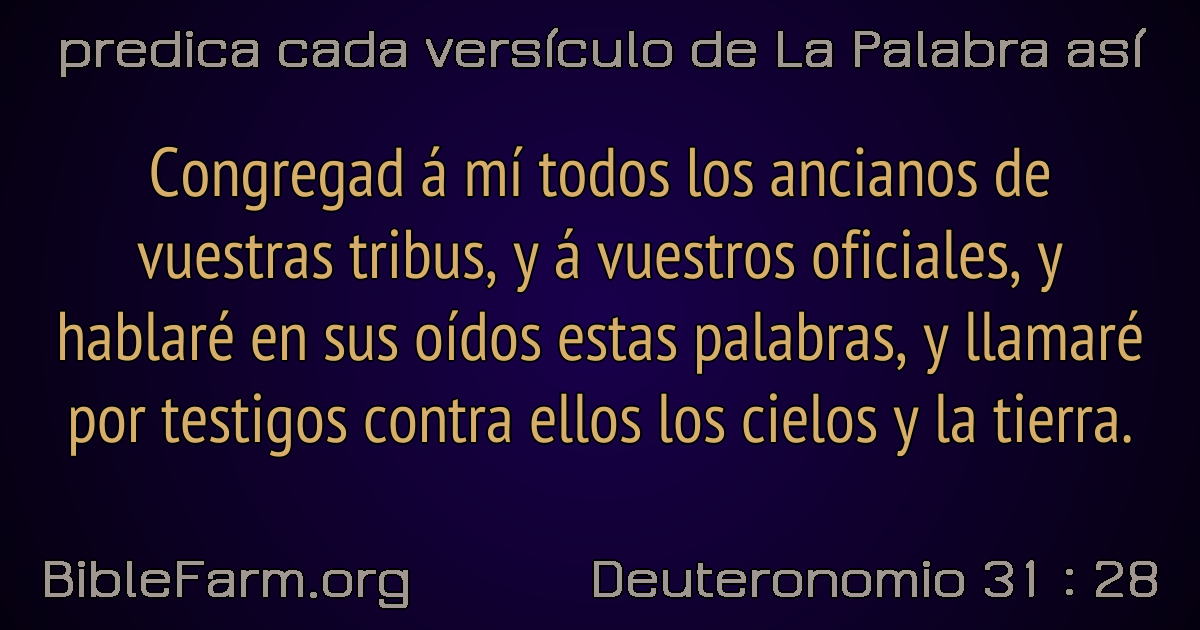 predica cada versículo de La Palabra así
Congregad á mí todos los ancianos de
vuestras tribus, y á vuestros oficiales, y
hablaré en sus oídos estas palabras, y llamaré
por testigos contra ellos los cielos y la tierra.
BibleFarm.org
Deuteronomio 31 : 28